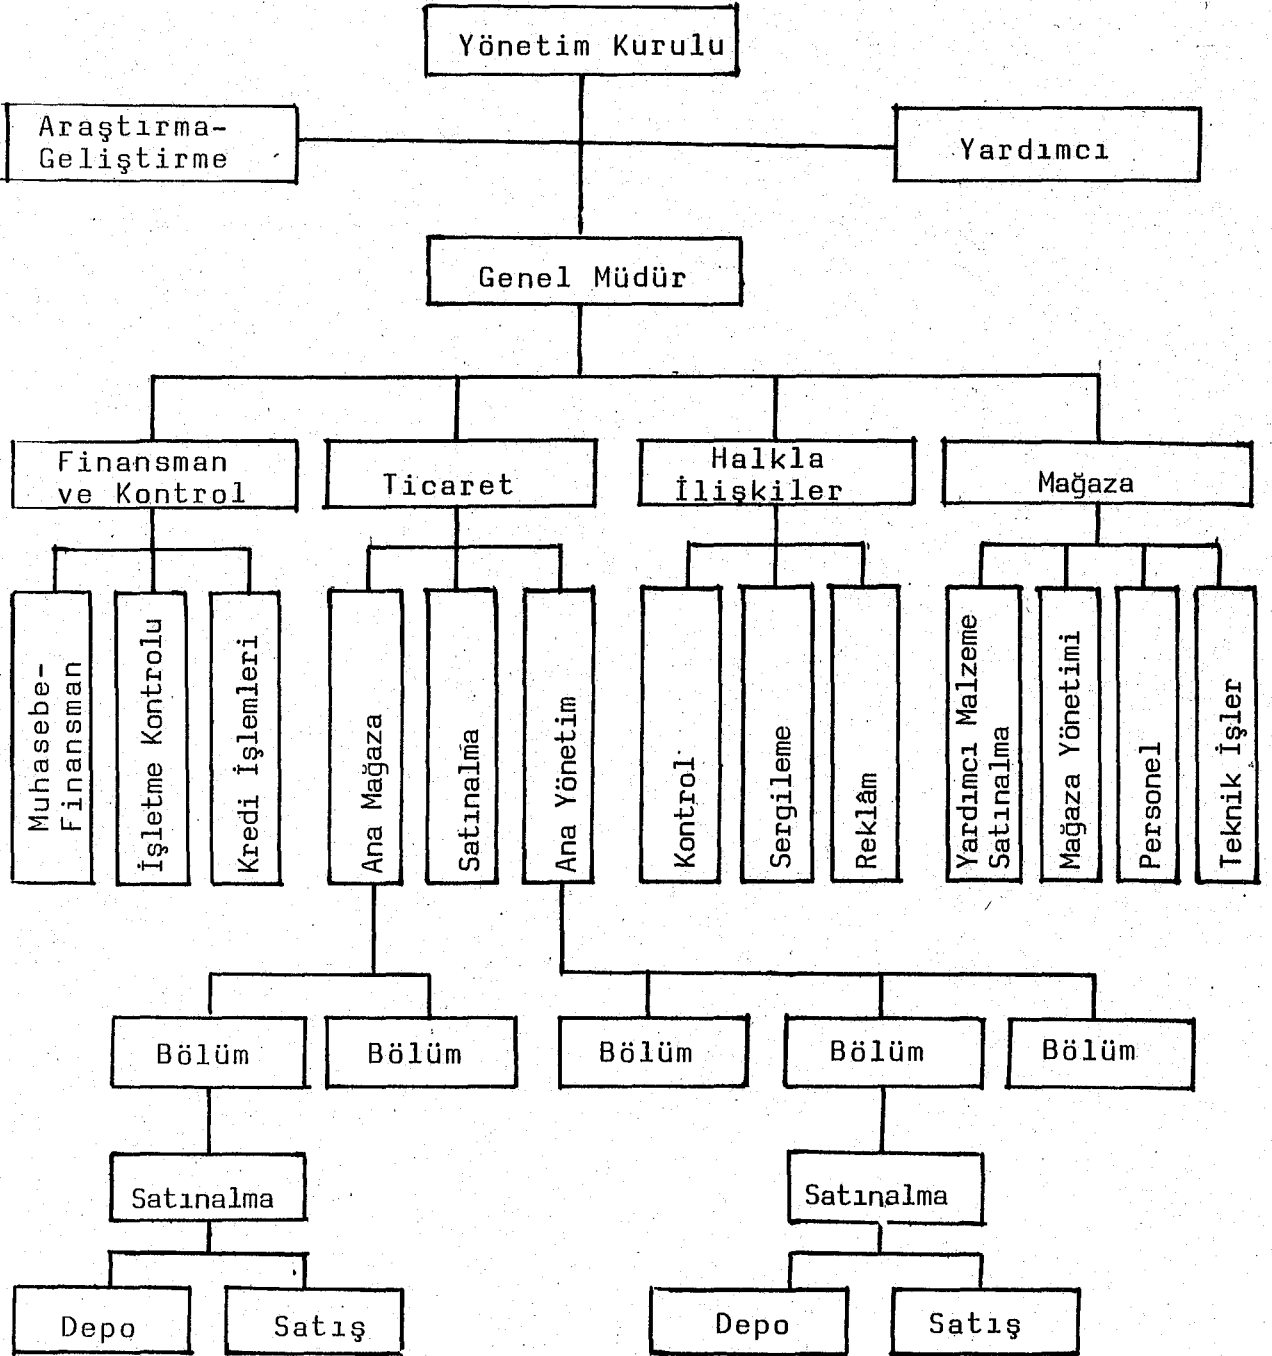 Yönetim Kurulu
Araştırma-
Geliştirme
Yardımcı
Genel Müdür
Finansman
ve Kontrol
Ticaret
Halkla
İlişkiler
Mağaza
Muhasebe-
Finansman
İşletme Kontrolu
Kredi İşlemleri
Ana Mağaza
Satınalma
Ana Yönetim
Kontrol
Sergileme
Reklâm
Yardımcı Malzeme
Satınalma
Mağaza Yönetimi
Personel
Teknik İşler
Bölüm
Bölüm
Bölüm
Bölüm
Bölüm
Satınalma
Satınalma
Depo
Satış
Depo
Satış